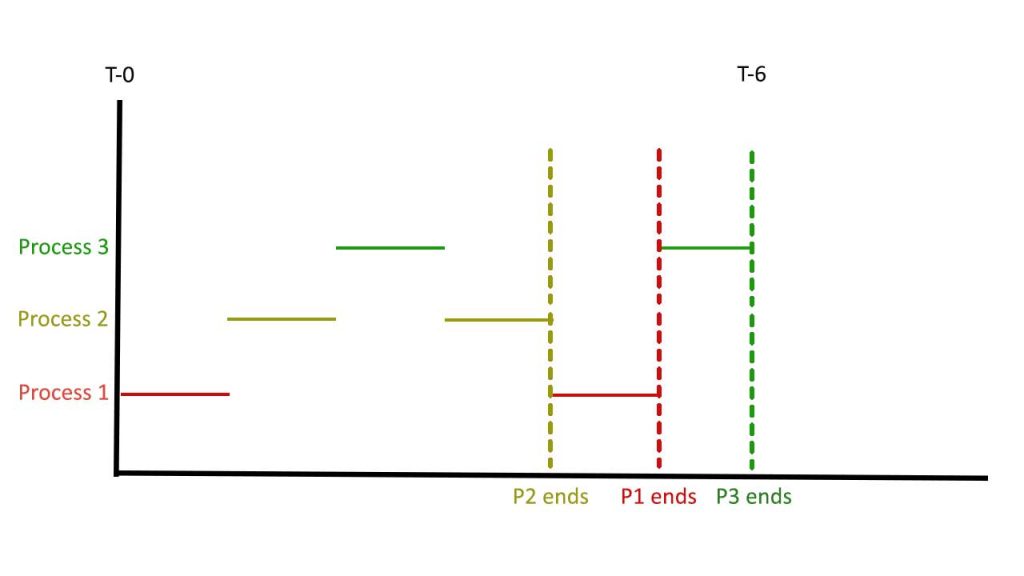 T-0
T-6
Process 3
Process 2
Process 1
P2 ends
P1 ends
P3 ends